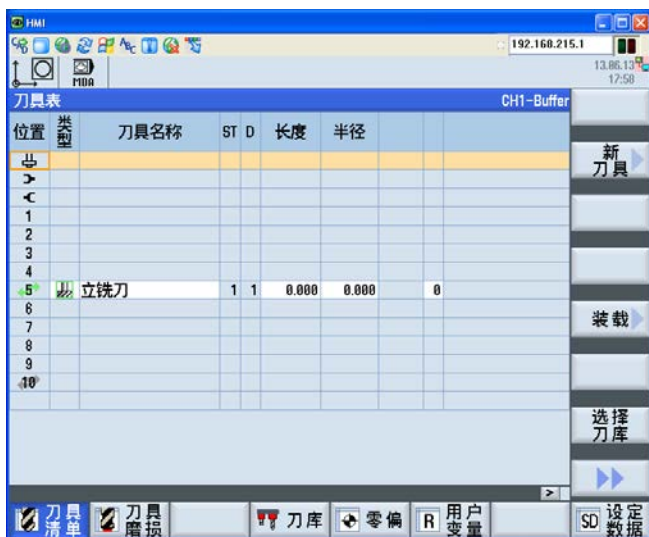 HMI
192.168.215.1
MDA
13.06.13
17:50
刀具表 CH1-Buffer
位置 类型 刀具名称 ST D 长度 半径
1
2
3
4
5 立铣刀 1 1 0.000 0.000 0
6
7
8
9
10
新刀具
装载
选择刀库
刀具清单 刀具磨损 刀库 零偏 R 用户变量 SD 设定数据